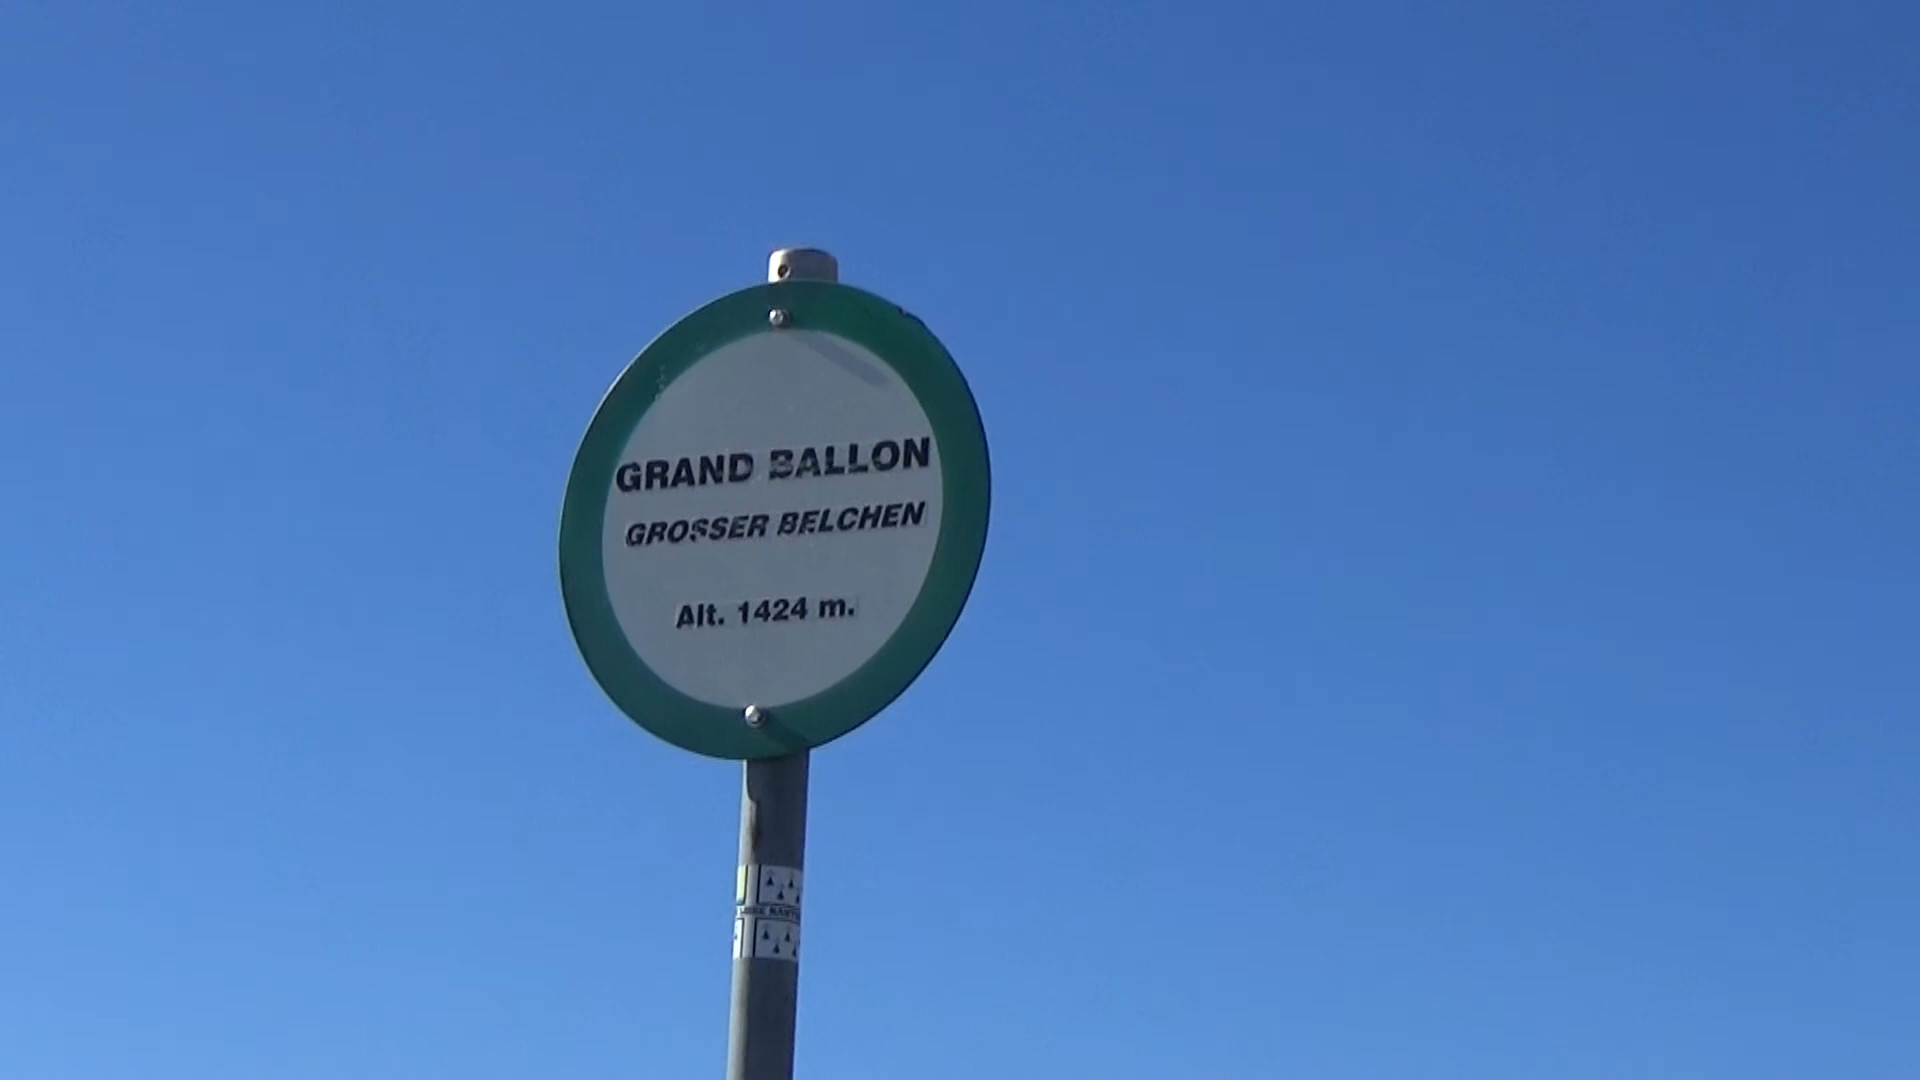 GRAND BALLON
GROSSER BELCHEN
Alt. 1424 m.